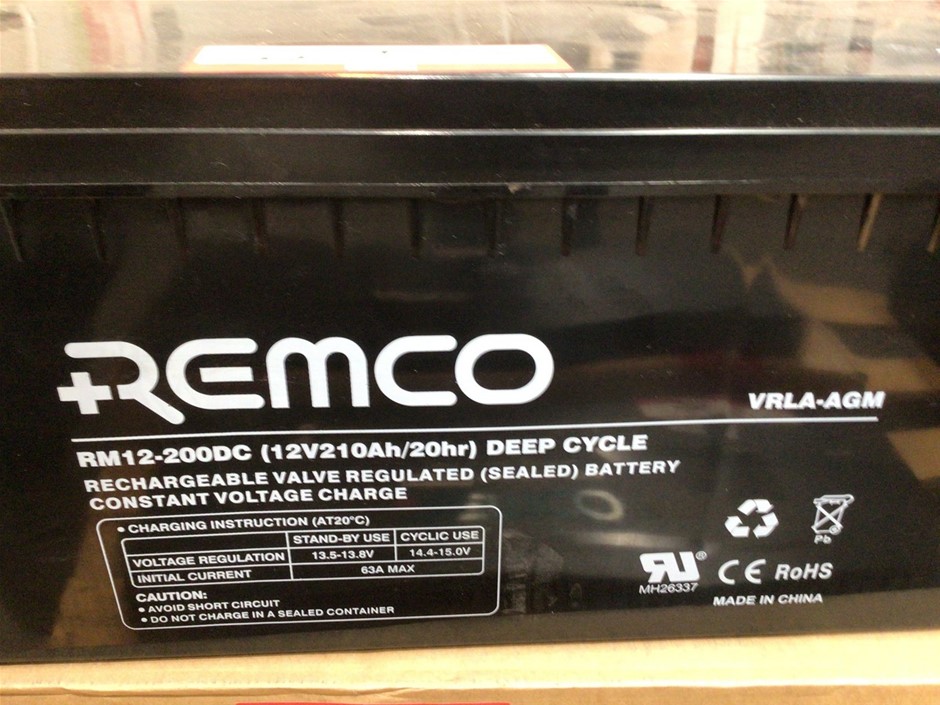 REMCO
VRLA-AGM
RM12-200DC (12V210Ah/20hr) DEEP CYCLE
RECHARGEABLE VALVE REGULATED (SEALED) BATTERY
CONSTANT VOLTAGE CHARGE
• CHARGING INSTRUCTION (AT20°C)
STAND-BY USE CYCLIC USE
VOLTAGE REGULATION 13.5-13.8V 14.4-15.0V
INITIAL CURRENT 63A MAX
CAUTION:
• AVOID SHORT CIRCUIT
• DO NOT CHARGE IN A SEALED CONTAINER
Pb
RU® CE RoHS
MH26337
MADE IN CHINA